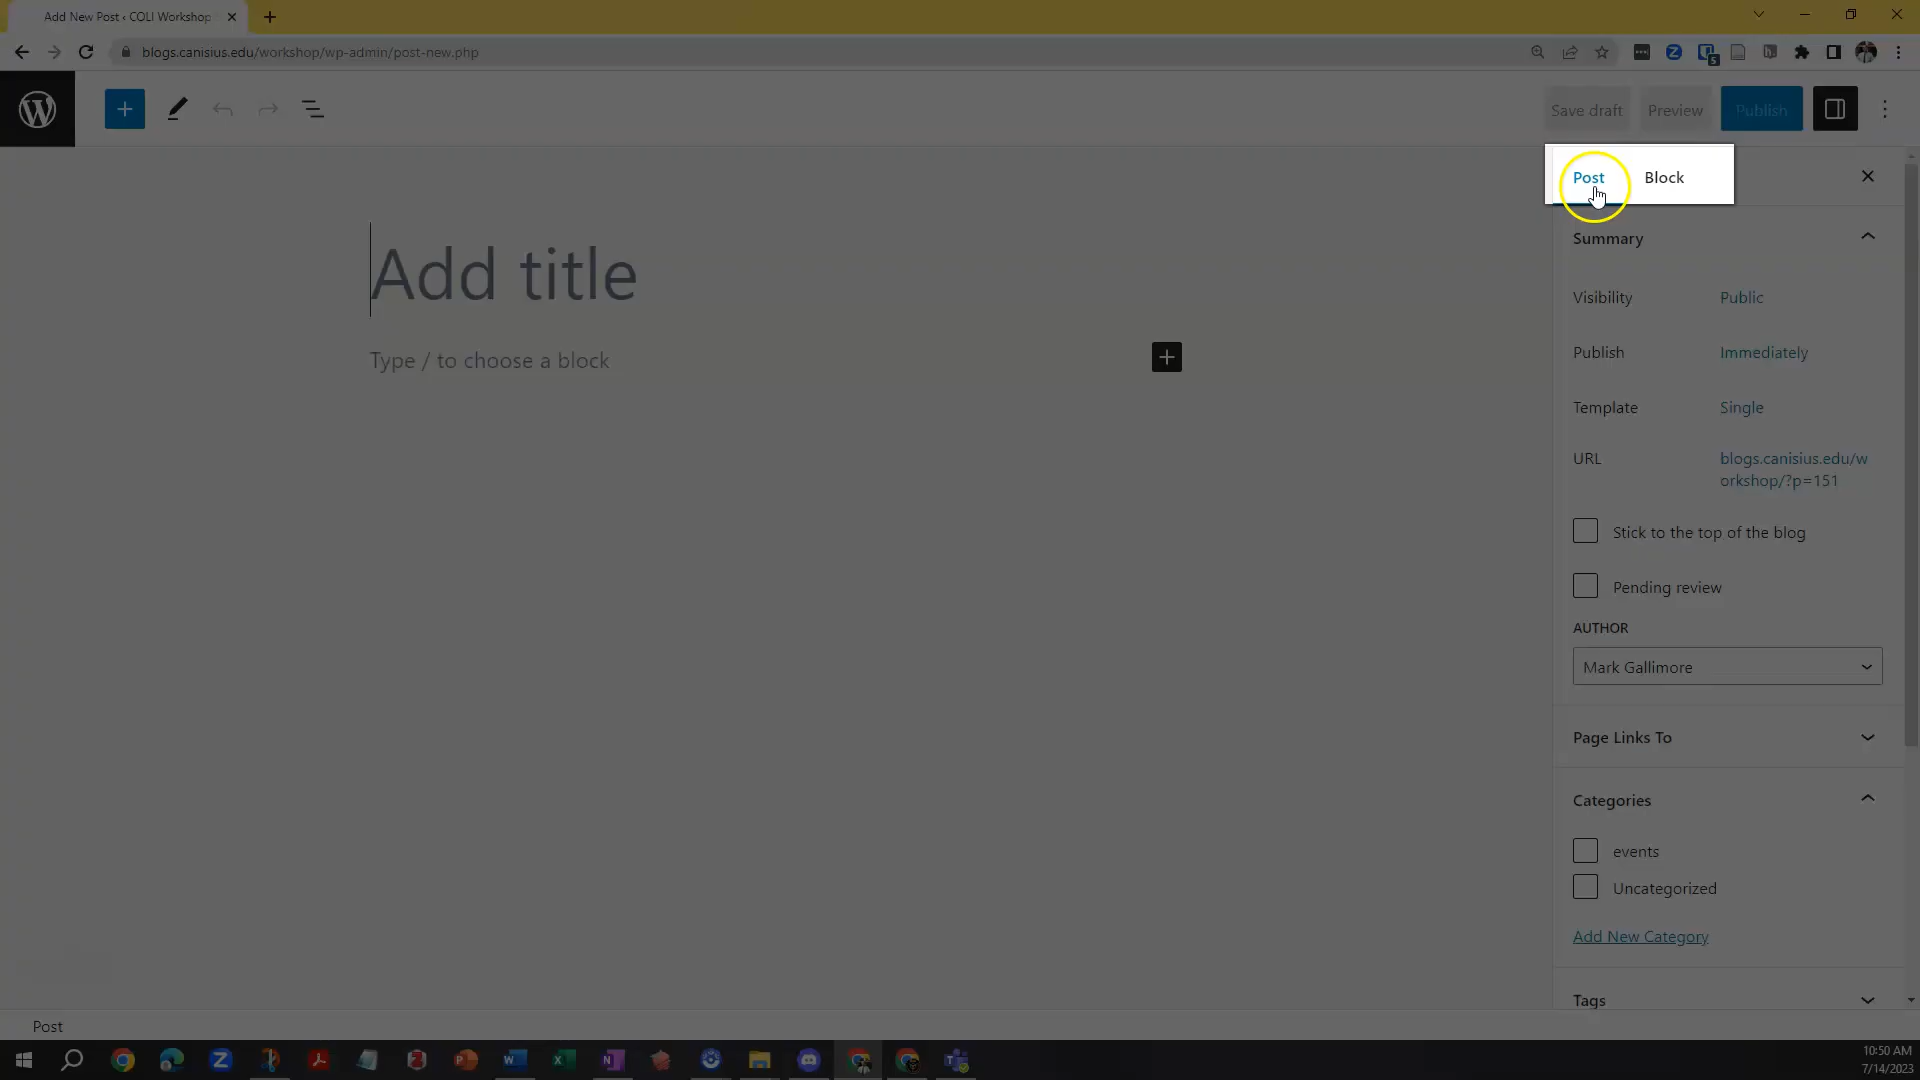 Add New Post ‹ COLI Workshop
blogs.canisius.edu/workshop/wp-admin/post-new.php
Save draft
Preview
Publish
Post
Block
Summary
Add title
Visibility
Public
Type / to choose a block
Publish
Immediately
Template
Single
URL
blogs.canisius.edu/w
orkshop/?p=151
Stick to the top of the blog
Pending review
AUTHOR
Mark Gallimore
Page Links To
Categories
events
Uncategorized
Add New Category
Tags
Post
10:50 AM
7/14/2023